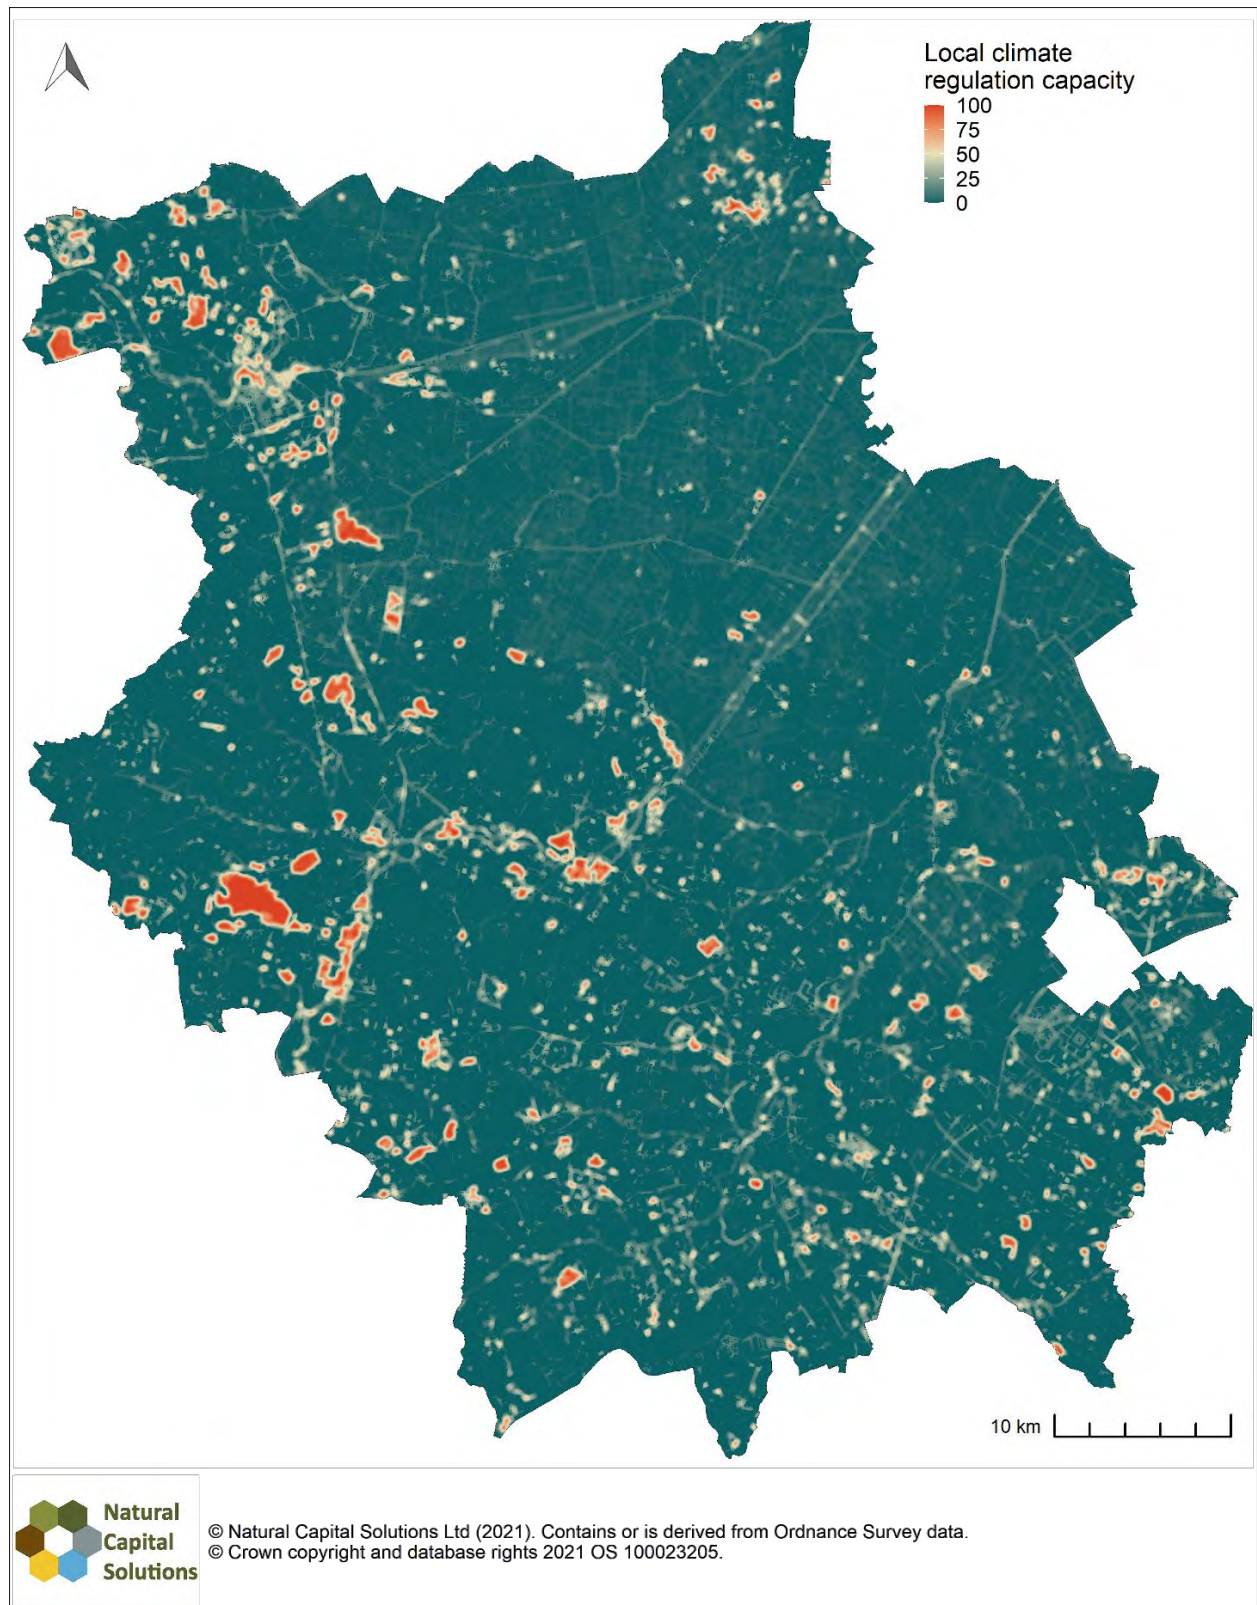 Local climate
regulation capacity
100
75
50
25
0
10 km
Natural
Capital
Solutions
© Natural Capital Solutions Ltd (2021). Contains or is derived from Ordnance Survey data.
© Crown copyright and database rights 2021 OS 100023205.